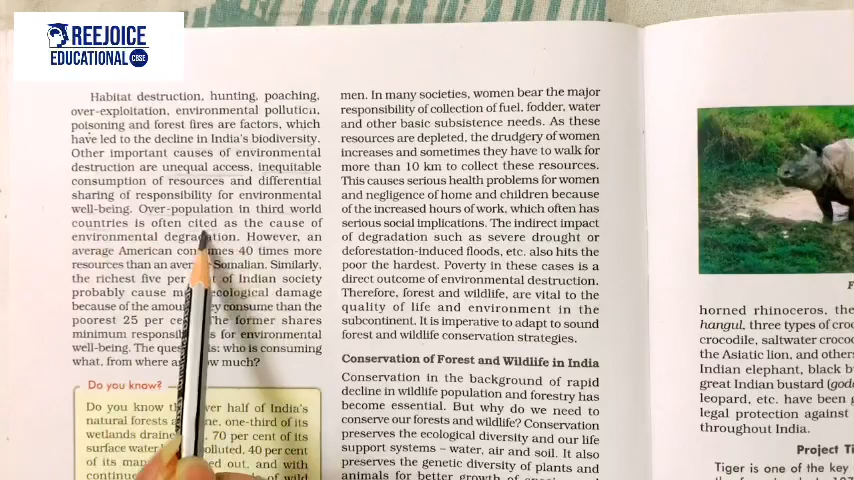 REEJOICE
EDUCATIONAL CBSE
Habitat destruction, hunting, poaching,
over-exploitation, environmental pollution,
poisoning and forest fires are factors, which
have led to the decline in India's biodiversity.
Other important causes of environmental
destruction are unequal access, inequitable
consumption of resources and differential
sharing of responsibility for environmental
well-being. Over-population in third world
countries is often cited as the cause of
environmental degradation. However, an
average American consumes 40 times more
resources than an average Somalian. Similarly,
the richest five per of Indian society
probably cause ecological damage
because of the amount consume than the
poorest 25 per The former shares
minimum for environmental
well-being. The is: who is consuming
what, from where how much?
Do you know?
Do you know over half of India's
natural forests one-third of its
wetlands 70 per cent of its
surface water 40 per cent
of its out, and with
of wild
men. In many societies, women bear the major
responsibility of collection of fuel, fodder, water
and other basic subsistence needs. As these
resources are depleted, the drudgery of women
increases and sometimes they have to walk for
more than 10 km to collect these resources.
This causes serious health problems for women
and negligence of home and children because
of the increased hours of work, which often has
serious social implications. The indirect impact
of degradation such as severe drought or
deforestation-induced floods, etc. also hits the
poor the hardest. Poverty in these cases is a
direct outcome of environmental destruction.
Therefore, forest and wildlife, are vital to the
quality of life and environment in the
subcontinent. It is imperative to adapt to sound
forest and wildlife conservation strategies.
Conservation of Forest and Wildlife in India
Conservation in the background of rapid
decline in wildlife population and forestry has
become essential. But why do we need to
conserve our forests and wildlife? Conservation
preserves the ecological diversity and our life
support systems – water, air and soil. It also
preserves the genetic diversity of plants and
animals for better growth of
F
horned rhinoceros, the
hangul, three types of croc
crocodile, saltwater croco
the Asiatic lion, and others
Indian elephant, black b
great Indian bustard (god
leopard, etc. have been g
legal protection against
throughout India.
Project Ti
Tiger is one of the key